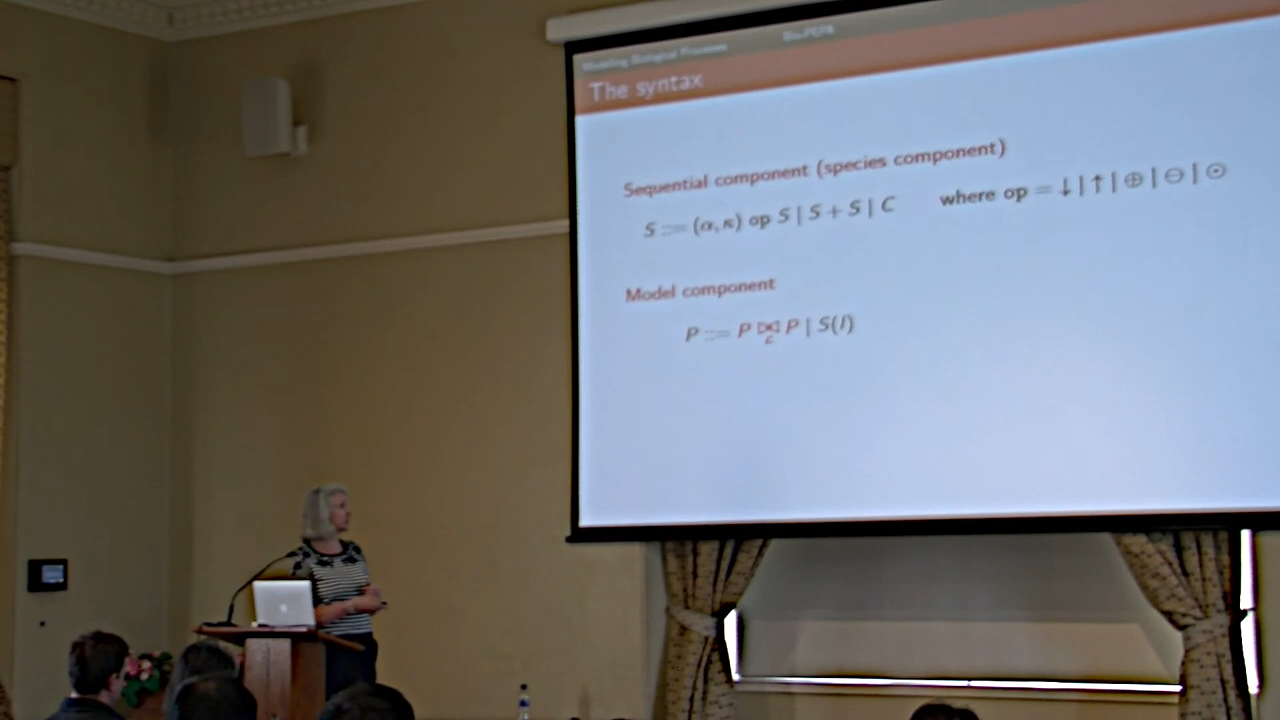 Modelling Biological Processes Bio-PEPA
The syntax
Sequential component (species component)
S ::= (α, κ) op S | S + S | C where op = ↓ | ↑ | ⊕ | ⊖ | ⊙
Model component
P ::= P ⋈_L P | S(l)